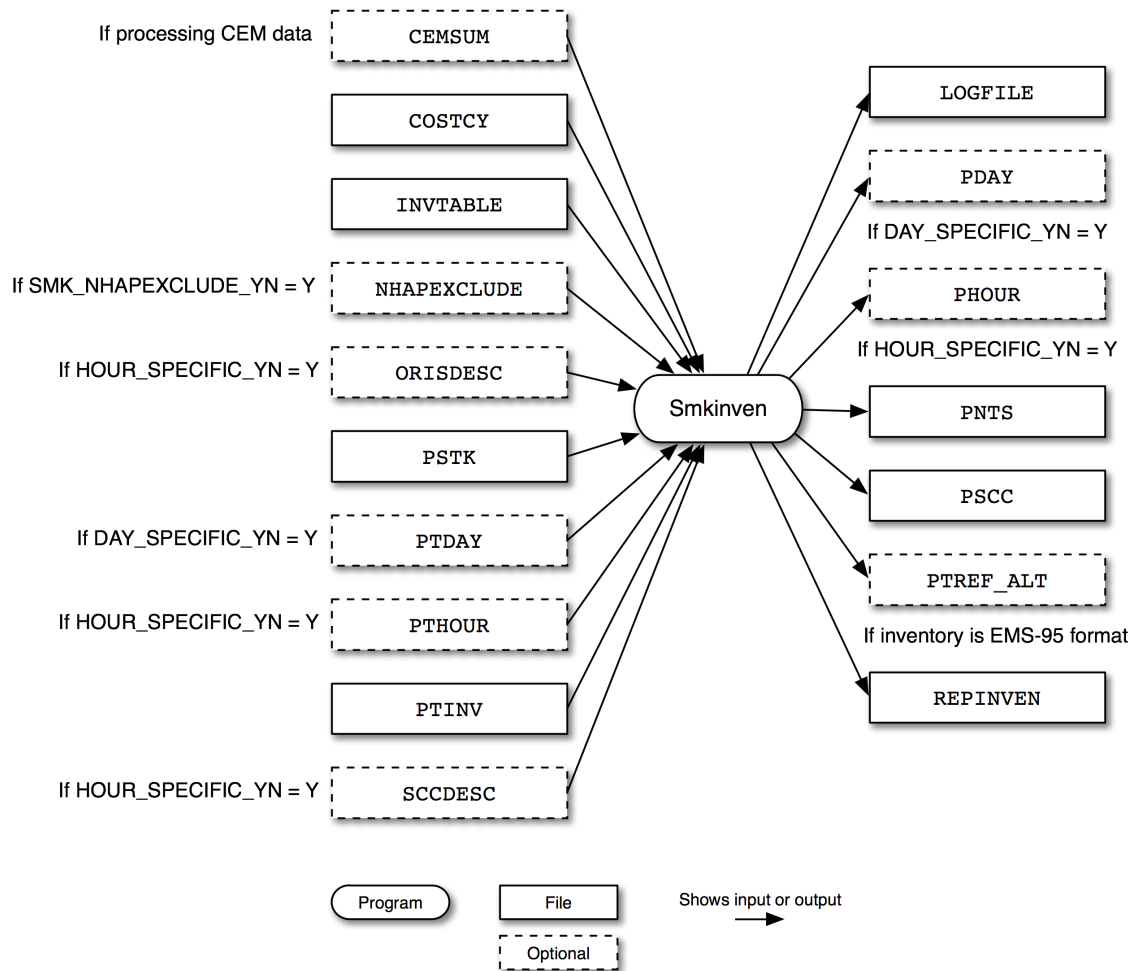 If processing CEM data
CEMSUM
COSTCY
INVTABLE
If SMK_NHAPEXCLUDE_YN = Y
NHAPEXCLUDE
If HOUR_SPECIFIC_YN = Y
ORISDESC
PSTK
If DAY_SPECIFIC_YN = Y
PTDAY
If HOUR_SPECIFIC_YN = Y
PTHOUR
PTINV
If HOUR_SPECIFIC_YN = Y
SCCDESC
Smkinven
LOGFILE
PDAY
If DAY_SPECIFIC_YN = Y
PHOUR
If HOUR_SPECIFIC_YN = Y
PNTS
PSCC
PTREF_ALT
If inventory is EMS-95 format
REPINVEN
Program
File
Optional
Shows input or output